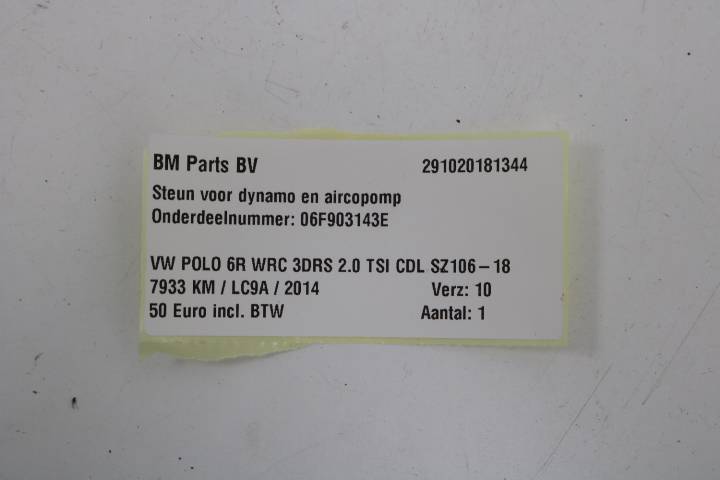 BM Parts BV 291020181344
Steun voor dynamo en aircopomp
Onderdeelnummer: 06F903143E
VW POLO 6R WRC 3DRS 2.0 TSI CDL SZ106-18
7933 KM / LC9A / 2014 Verz: 10
50 Euro incl. BTW Aantal: 1